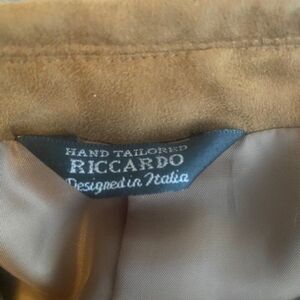 HAND TAILORED
RICCARDO
Designed in Italia